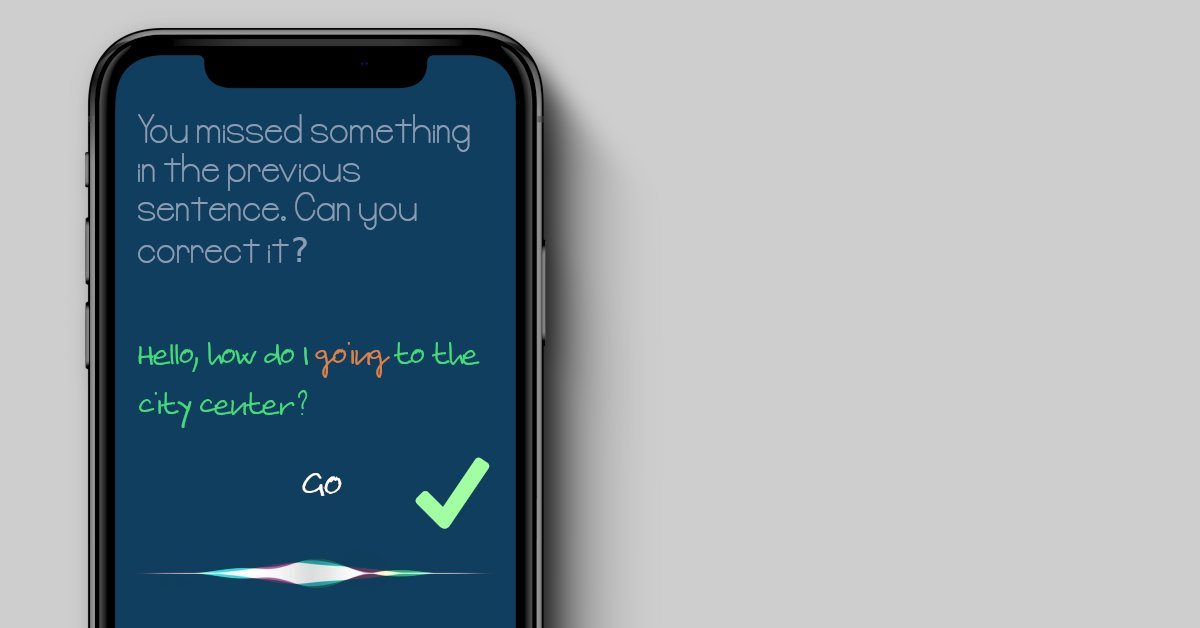 You missed something
in the previous
sentence. Can you
correct it?
Hello, how do I going to the
city center?
Go